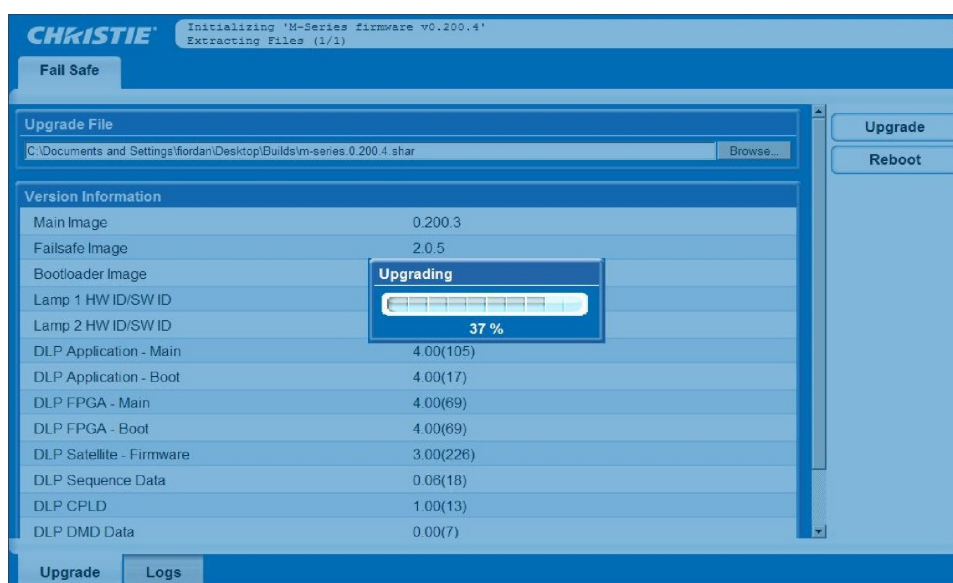 CHRISTIE
Initializing 'M-Series firmware v0.200.4'
Extracting Files (1/1)
Fail Safe
Upgrade File
C:\Documents and Settings\fiordan\Desktop\Builds\m-series.0.200.4.shar
Browse...
Upgrade
Reboot
Version Information
Main Image 0.200.3
Failsafe Image 2.0.5
Bootloader Image
Lamp 1 HW ID/SW ID
Lamp 2 HW ID/SW ID
Upgrading
37 %
DLP Application - Main 4.00(105)
DLP Application - Boot 4.00(17)
DLP FPGA - Main 4.00(69)
DLP FPGA - Boot 4.00(69)
DLP Satellite - Firmware 3.00(226)
DLP Sequence Data 0.06(18)
DLP CPLD 1.00(13)
DLP DMD Data 0.00(7)
Upgrade Logs